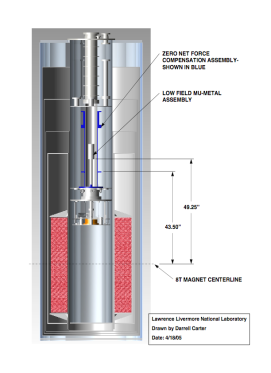 ZERO NET FORCE
COMPENSATION ASSEMBLY-
SHOWN IN BLUE
LOW FIELD MU-METAL
ASSEMBLY
49.25"
43.50"
8T MAGNET CENTERLINE
Lawrence Livermore National Laboratory
Drawn by Darrell Carter
Date: 4/18/05